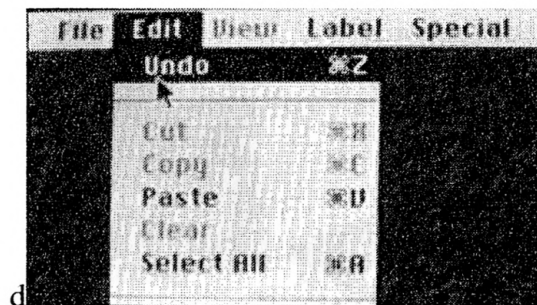 File Edit View Label Special
Undo ⌘Z
Cut ⌘X
Copy ⌘C
Paste ⌘V
Clear
Select All ⌘A
d